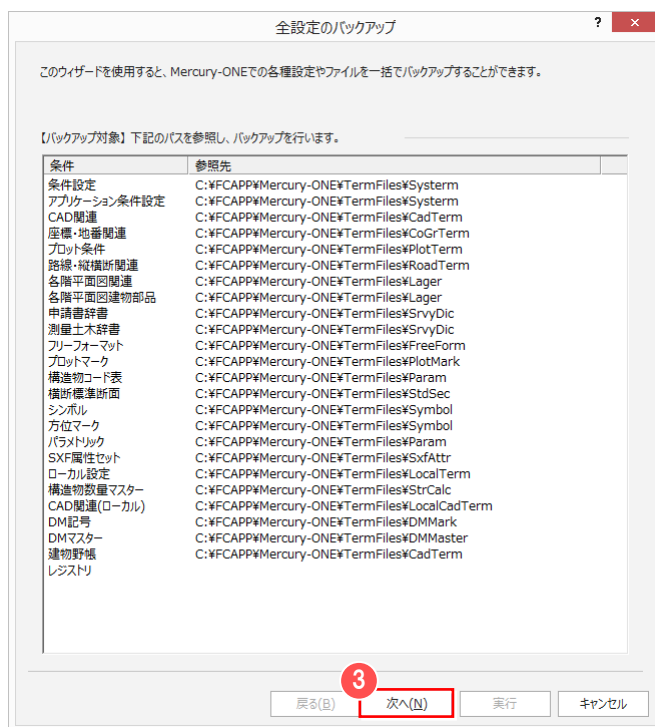 全設定のバックアップ
? ×
このウィザードを使用すると、Mercury-ONEでの各種設定やファイルを一括でバックアップすることができます。
【バックアップ対象】下記のパスを参照し、バックアップを行います。
条件 参照先
条件設定 C:¥FCAPP¥Mercury-ONE¥TermFiles¥Systerm
アプリケーション条件設定 C:¥FCAPP¥Mercury-ONE¥TermFiles¥Systerm
CAD関連 C:¥FCAPP¥Mercury-ONE¥TermFiles¥CadTerm
座標・地番関連 C:¥FCAPP¥Mercury-ONE¥TermFiles¥CoGrTerm
プロット条件 C:¥FCAPP¥Mercury-ONE¥TermFiles¥PlotTerm
路線・縦横断関連 C:¥FCAPP¥Mercury-ONE¥TermFiles¥RoadTerm
各階平面図関連 C:¥FCAPP¥Mercury-ONE¥TermFiles¥Lager
各階平面図建物部品 C:¥FCAPP¥Mercury-ONE¥TermFiles¥Lager
申請書辞書 C:¥FCAPP¥Mercury-ONE¥TermFiles¥SrvyDic
測量土木辞書 C:¥FCAPP¥Mercury-ONE¥TermFiles¥SrvyDic
フリーフォーマット C:¥FCAPP¥Mercury-ONE¥TermFiles¥FreeForm
プロットマーク C:¥FCAPP¥Mercury-ONE¥TermFiles¥PlotMark
構造物コード表 C:¥FCAPP¥Mercury-ONE¥TermFiles¥Param
横断標準断面 C:¥FCAPP¥Mercury-ONE¥TermFiles¥StdSec
シンボル C:¥FCAPP¥Mercury-ONE¥TermFiles¥Symbol
方位マーク C:¥FCAPP¥Mercury-ONE¥TermFiles¥Symbol
パラメトリック C:¥FCAPP¥Mercury-ONE¥TermFiles¥Param
SXF属性セット C:¥FCAPP¥Mercury-ONE¥TermFiles¥SxfAttr
ローカル設定 C:¥FCAPP¥Mercury-ONE¥TermFiles¥LocalTerm
構造物数量マスター C:¥FCAPP¥Mercury-ONE¥TermFiles¥StrCalc
CAD関連(ローカル) C:¥FCAPP¥Mercury-ONE¥TermFiles¥LocalCadTerm
DM記号 C:¥FCAPP¥Mercury-ONE¥TermFiles¥DMMark
DMマスター C:¥FCAPP¥Mercury-ONE¥TermFiles¥DMMaster
建物野帳 C:¥FCAPP¥Mercury-ONE¥TermFiles¥CadTerm
レジストリ
3
戻る(B) 次へ(N) 実行 キャンセル